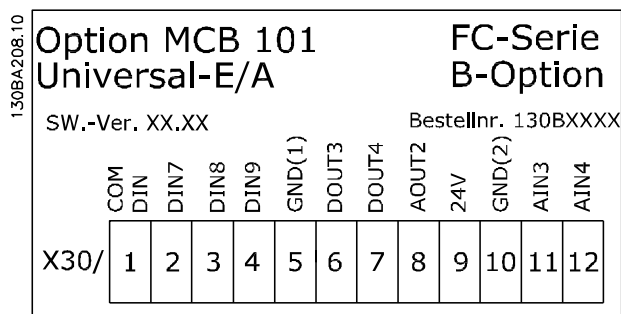 130BA208.10
Option MCB 101 FC-Serie
Universal-E/A B-Option
SW.-Ver. XX.XX Bestellnr. 130BXXXX
COM DIN DIN7 DIN8 DIN9 GND(1) DOUT3 DOUT4 AOUT2 24V GND(2) AIN3 AIN4
X30/ 1 2 3 4 5 6 7 8 9 10 11 12